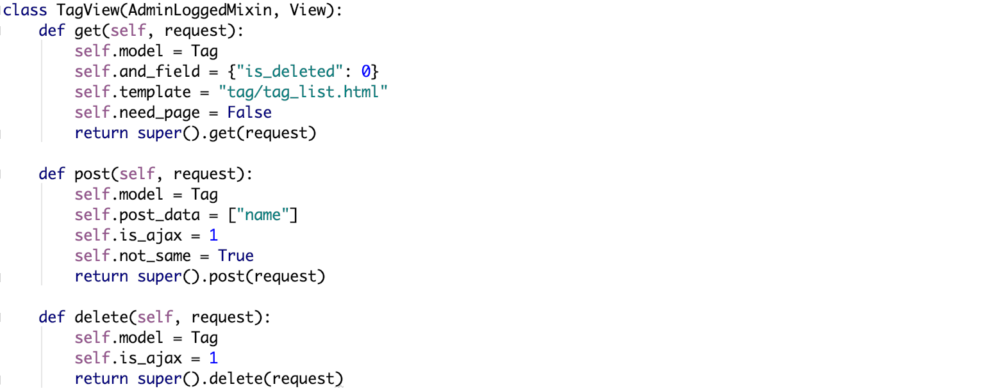 class TagView(AdminLoggedMixin, View):
    def get(self, request):
        self.model = Tag
        self.and_field = {"is_deleted": 0}
        self.template = "tag/tag_list.html"
        self.need_page = False
        return super().get(request)

    def post(self, request):
        self.model = Tag
        self.post_data = ["name"]
        self.is_ajax = 1
        self.not_same = True
        return super().post(request)

    def delete(self, request):
        self.model = Tag
        self.is_ajax = 1
        return super().delete(request)